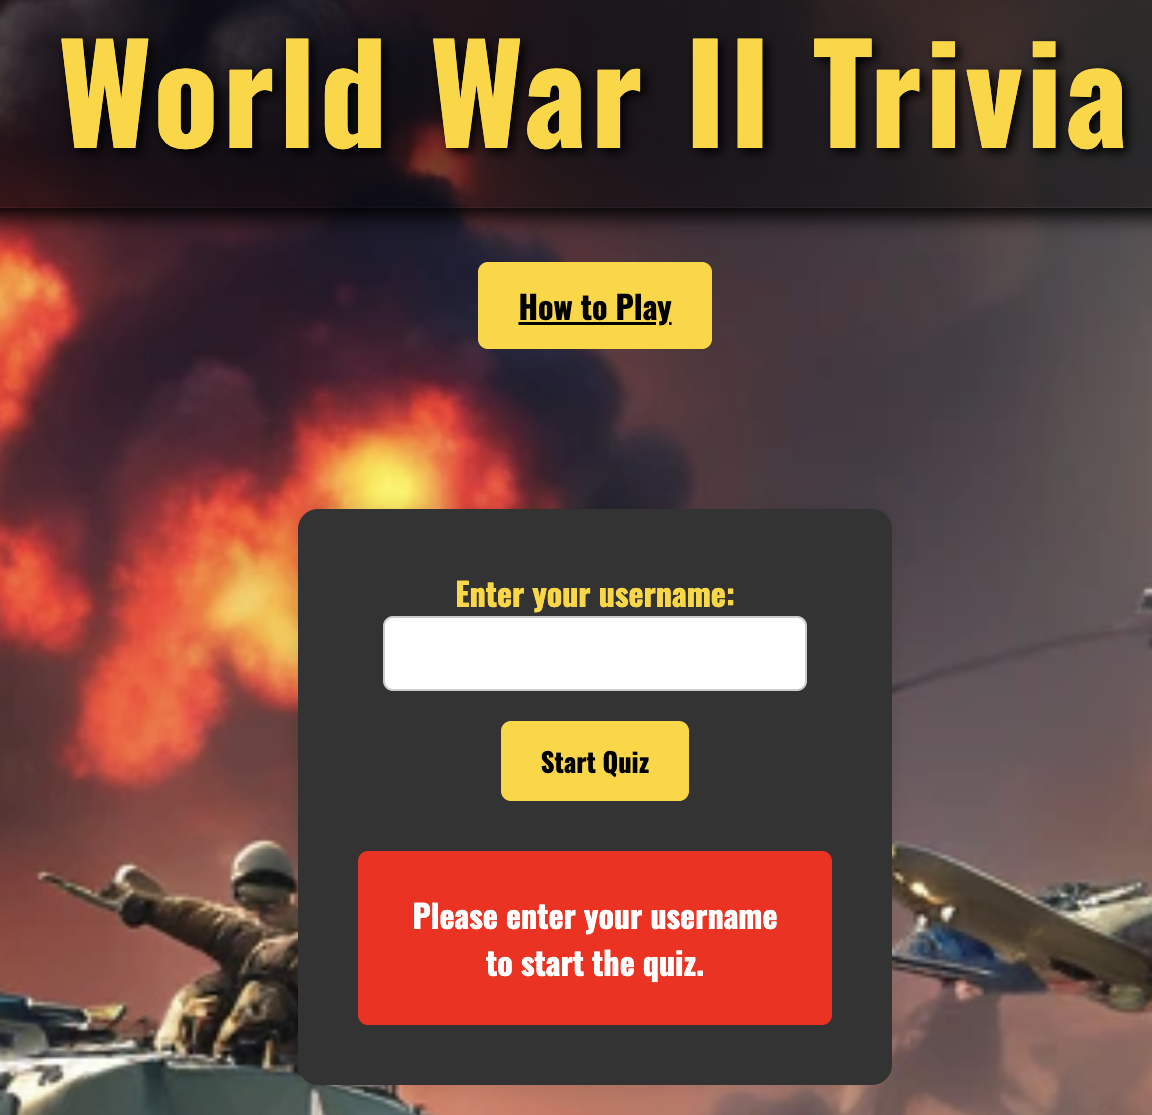 World War II Trivia
How to Play
Enter your username:
Start Quiz
Please enter your username
to start the quiz.